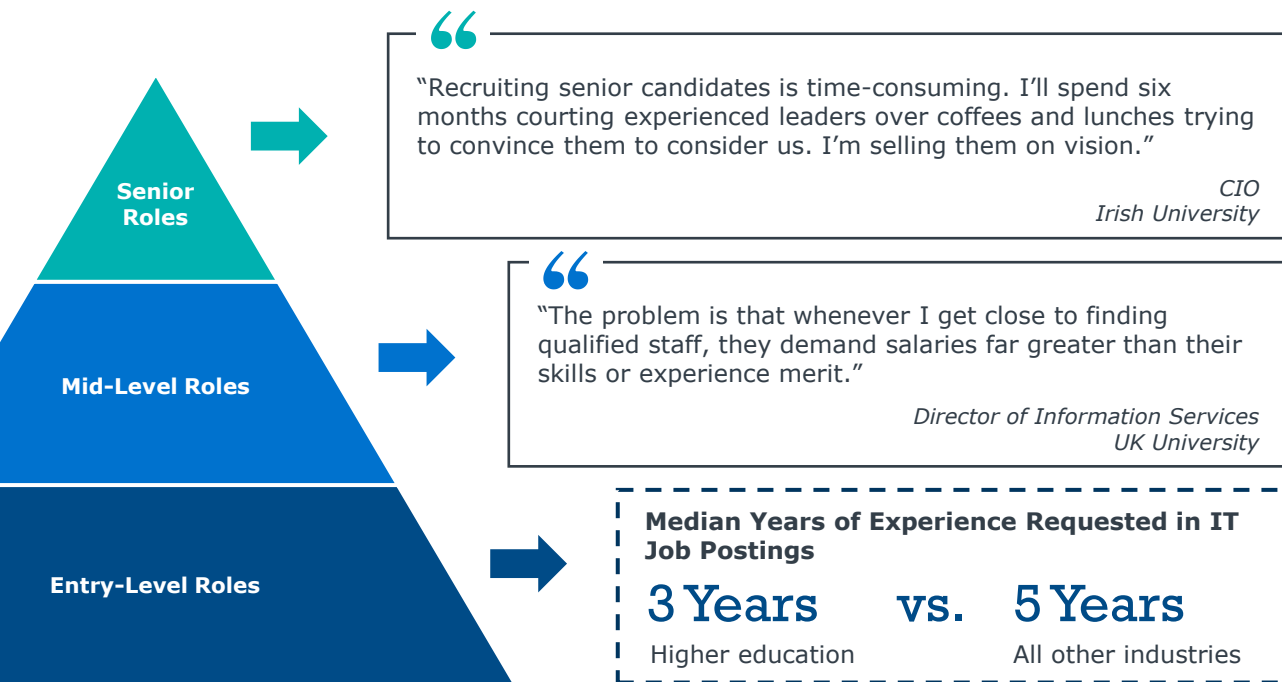 “Recruiting senior candidates is time-consuming. I’ll spend six
months courting experienced leaders over coffees and lunches trying
to convince them to consider us. I’m selling them on vision.”
CIO
Irish University
Senior
Roles
“The problem is that whenever I get close to finding
qualified staff, they demand salaries far greater than their
skills or experience merit.”
Director of Information Services
UK University
Mid-Level Roles
Median Years of Experience Requested in IT
Job Postings
3 Years vs. 5 Years
Higher education All other industries
Entry-Level Roles